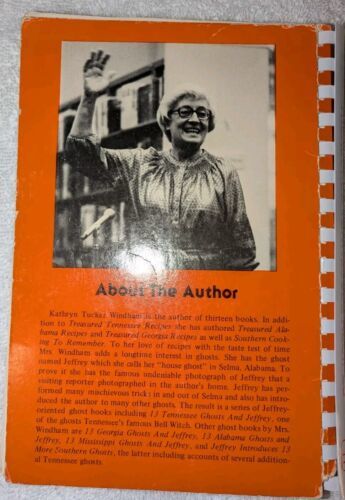 About The Author
Kathryn Tucker Windham is the author of thirteen books. In addi-
tion to Treasured Tennessee Recipes she has authored Treasured Ala-
bama Recipes and Treasured Georgia Recipes as well as Southern Cook-
ing To Remember. To her love of recipes with the taste test of time
Mrs. Windham adds a longtime interest in ghosts. She has the ghost
named Jeffrey which she calls her "house ghost" in Selma, Alabama. To
prove it she has the famous undeniable photograph of Jeffrey that a
visiting reporter photographed in the author's home. Jeffrey has per-
formed many mischievous tricks in and out of Selma and also has intro-
duced the author to many other ghosts. The result is a series of Jeffrey-
oriented ghost books including 13 Tennessee Ghosts And Jeffrey, one
of the ghosts Tennessee's famous Bell Witch. Other ghost books by Mrs.
Windham are 13 Georgia Ghosts And Jeffrey, 13 Alabama Ghosts and
Jeffrey, 13 Mississippi Ghosts And Jeffrey, and Jeffrey Introduces 13
More Southern Ghosts, the latter including accounts of several addition-
al Tennessee ghosts.